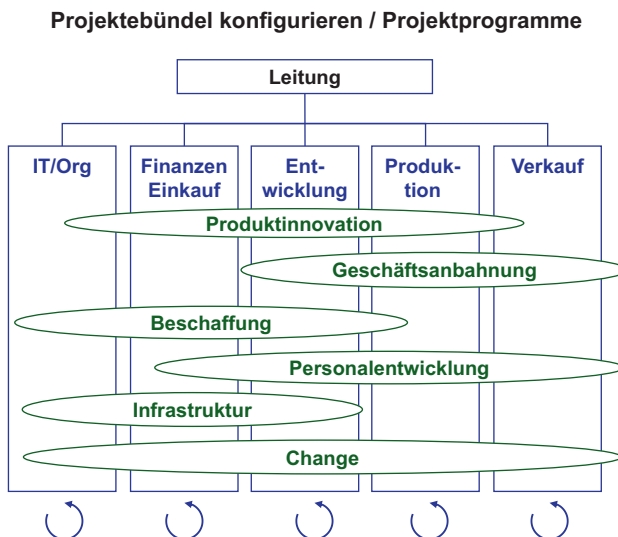 Projektebündel konfigurieren / Projektprogramme
Leitung
IT/Org
Finanzen
Einkauf
Ent-
wicklung
Produk-
tion
Verkauf
Produktinnovation
Geschäftsanbahnung
Beschaffung
Personalentwicklung
Infrastruktur
Change